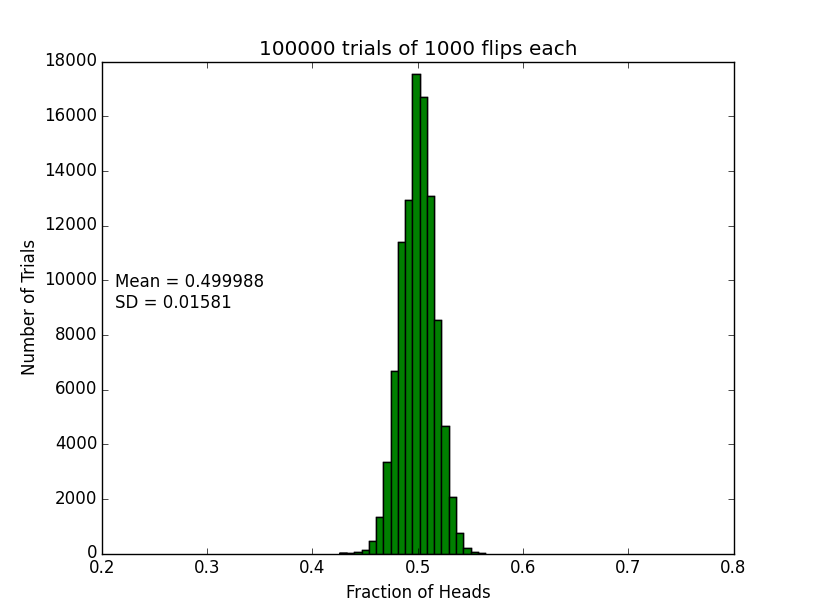 100000 trials of 1000 flips each
18000
16000
14000
12000
10000
8000
6000
4000
2000
0
Number of Trials
Mean = 0.499988
SD = 0.01581
0.2 0.3 0.4 0.5 0.6 0.7 0.8
Fraction of Heads